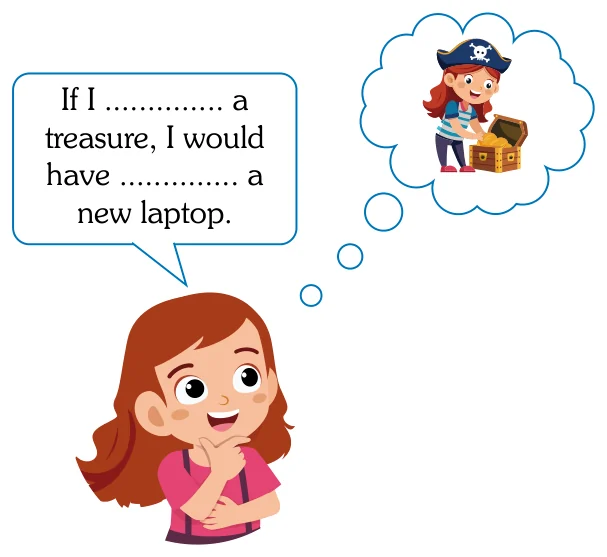 If I .............. a
treasure, I would
have .............. a
new laptop.